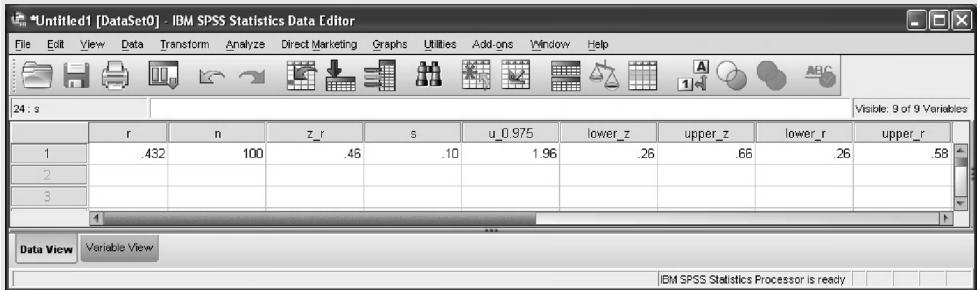 *Untitled1 [DataSet0] - IBM SPSS Statistics Data Editor
File Edit View Data Transform Analyze Direct Marketing Graphs Utilities Add-ons Window Help
24 : s Visible: 9 of 9 Variables
r n z_r s u_0.975 lower_z upper_z lower_r upper_r
1 .432 100 .46 .10 1.96 .26 .66 .26 .58
2
3
Data View Variable View
IBM SPSS Statistics Processor is ready